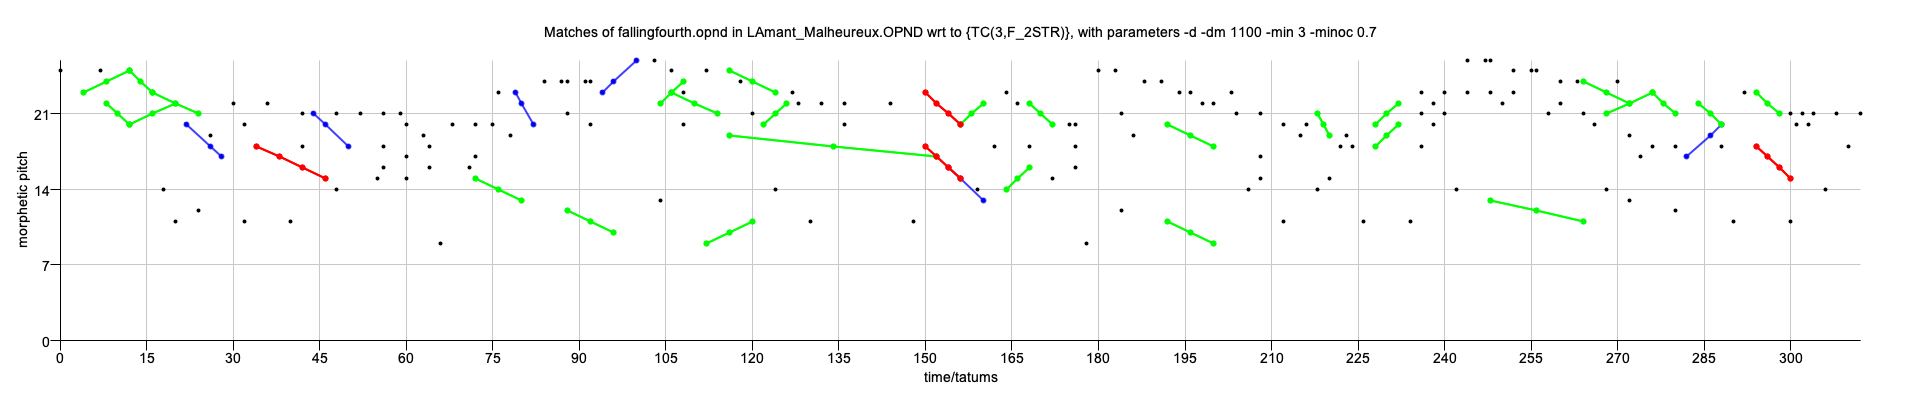 Matches of fallingfourth.opnd in LAmant_Malheureux.OPND wrt to {TC(3,F_2STR)}, with parameters -d -dm 1100 -min 3 -minoc 0.7
morphetic pitch
21
14
7
0
0 15 30 45 60 75 90 105 120 135 150 165 180 195 210 225 240 255 270 285 300
time/tatums